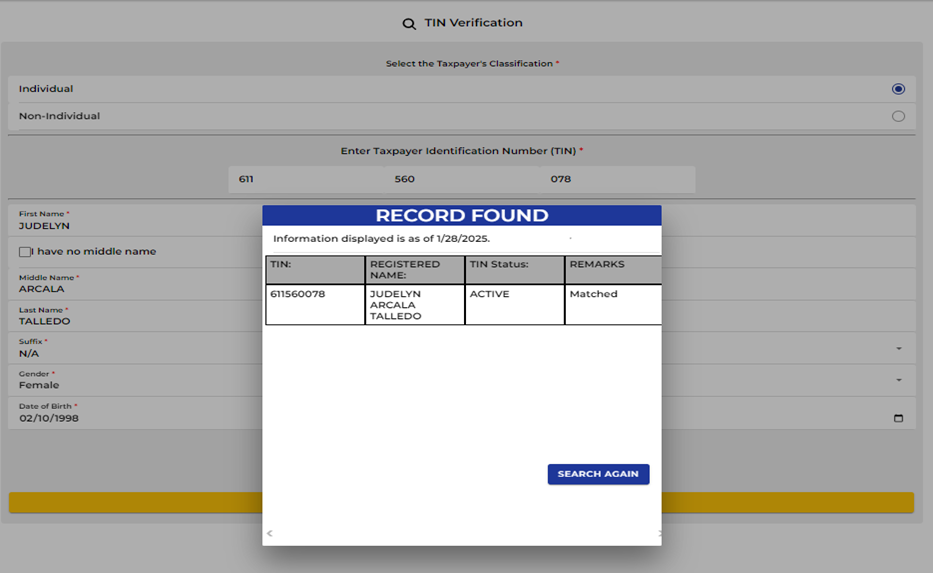 TIN Verification
Select the Taxpayer's Classification *
Individual
Non-Individual
Enter Taxpayer Identification Number (TIN) *
611 560 078
First Name *
JUDELYN
I have no middle name
Middle Name *
ARCALA
Last Name *
TALLEDO
Suffix *
N/A
Gender *
Female
Date of Birth *
02/10/1998
RECORD FOUND
Information displayed is as of 1/28/2025.
TIN: REGISTERED NAME: TIN Status: REMARKS
611560078 JUDELYN ARCALA TALLEDO ACTIVE Matched
SEARCH AGAIN